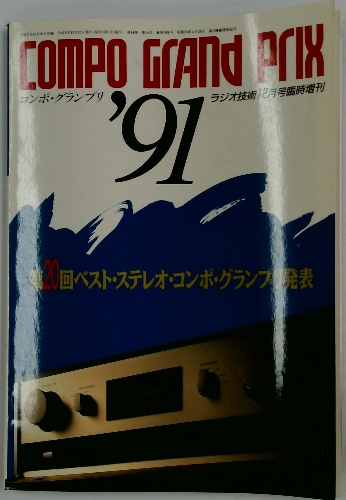 COMPO GRAND PRIX
コンポ・グランプリ
ラジオ技術12月号臨時増刊
'91
第20回ベスト・ステレオ・コンポ・グランプリ発表